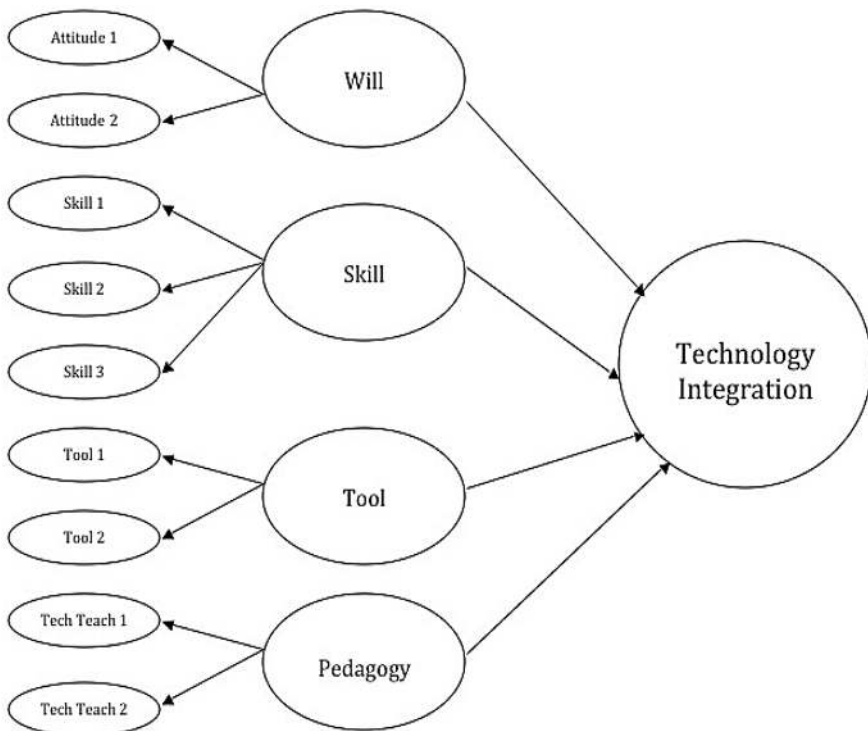 Attitude 1
Attitude 2
Will
Skill 1
Skill 2
Skill 3
Skill
Tool 1
Tool 2
Tool
Tech Teach 1
Tech Teach 2
Pedagogy
Technology
Integration